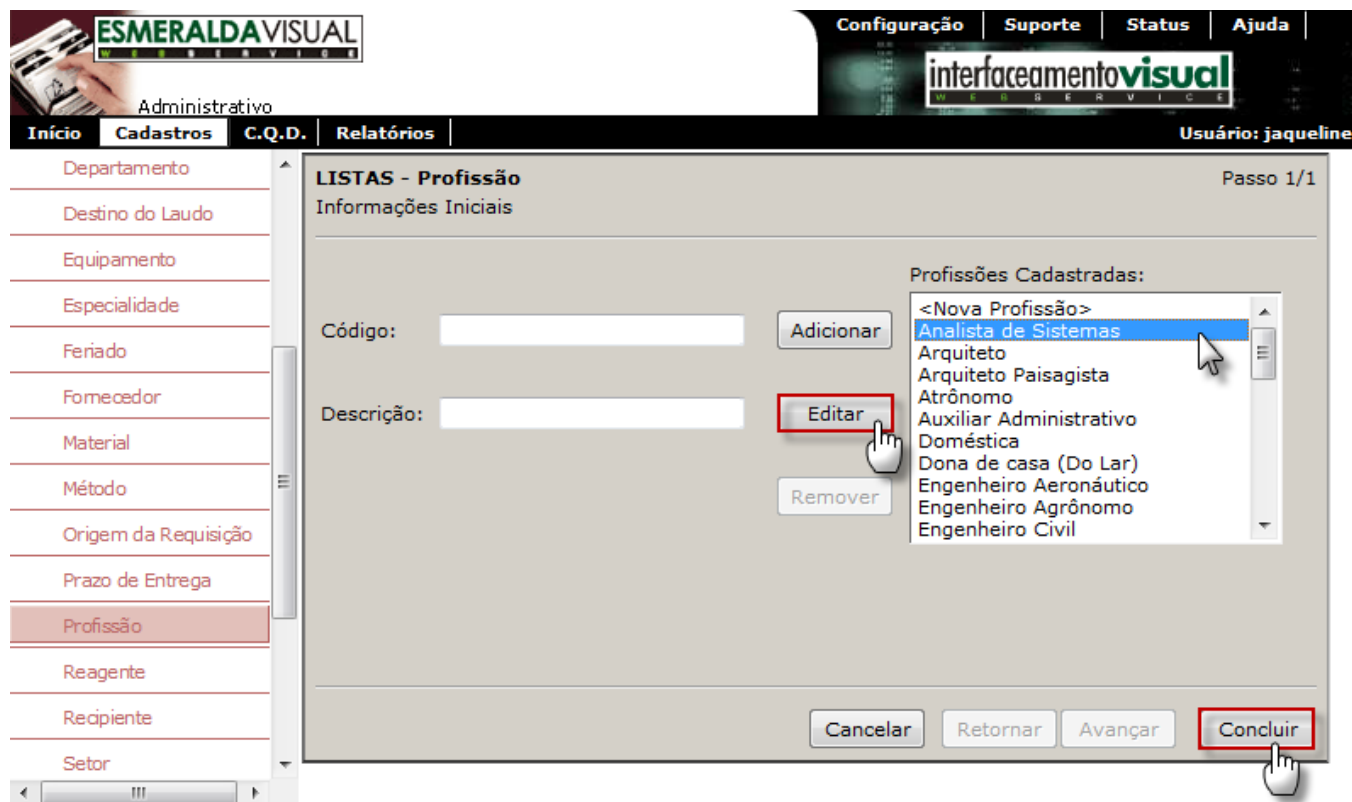 ESMERALDAVISUAL
WEBSERVICE
Administrativo
Configuração Suporte Status Ajuda
interfaceamentovisual
WEBSERVICE
Início Cadastros C.Q.D. Relatórios
Usuário: jaqueline
Departamento
Destino do Laudo
Equipamento
Especialidade
Feriado
Fornecedor
Material
Método
Origem da Requisição
Prazo de Entrega
Profissão
Reagente
Recipiente
Setor
LISTAS - Profissão
Passo 1/1
Informações Iniciais
Código:
Adicionar
Descrição:
Editar
Remover
Profissões Cadastradas:
<Nova Profissão>
Analista de Sistemas
Arquiteto
Arquiteto Paisagista
Atrônomo
Auxiliar Administrativo
Doméstica
Dona de casa (Do Lar)
Engenheiro Aeronáutico
Engenheiro Agrônomo
Engenheiro Civil
Cancelar Retornar Avançar Concluir